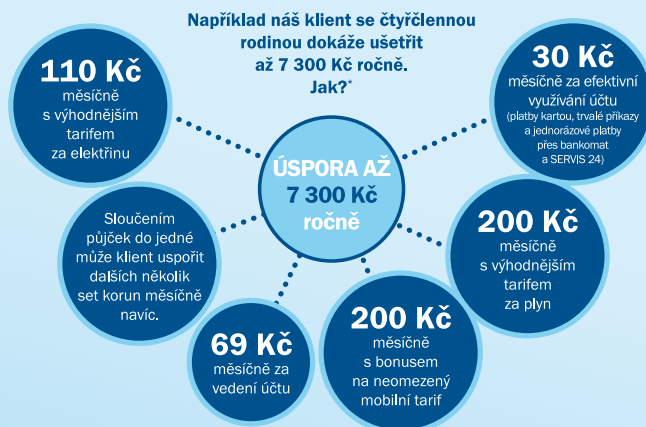 Například náš klient se čtyřčlennou
rodinou dokáže ušetřit
až 7 300 Kč ročně.
Jak?*
110 Kč
měsíčně
s výhodnějším
tarifem
za elektřinu
30 Kč
měsíčně za efektivní
využívání účtu
(platby kartou, trvalé příkazy
a jednorázové platby
přes bankomat
a SERVIS 24)
ÚSPORA AŽ
7 300 Kč
ročně
Sloučením
půjček do jedné
může klient uspořit
dalších několik
set korun měsíčně
navíc.
200 Kč
měsíčně
s výhodnějším
tarifem
za plyn
69 Kč
měsíčně za
vedení účtu
200 Kč
měsíčně
s bonusem
na neomezený
mobilní tarif